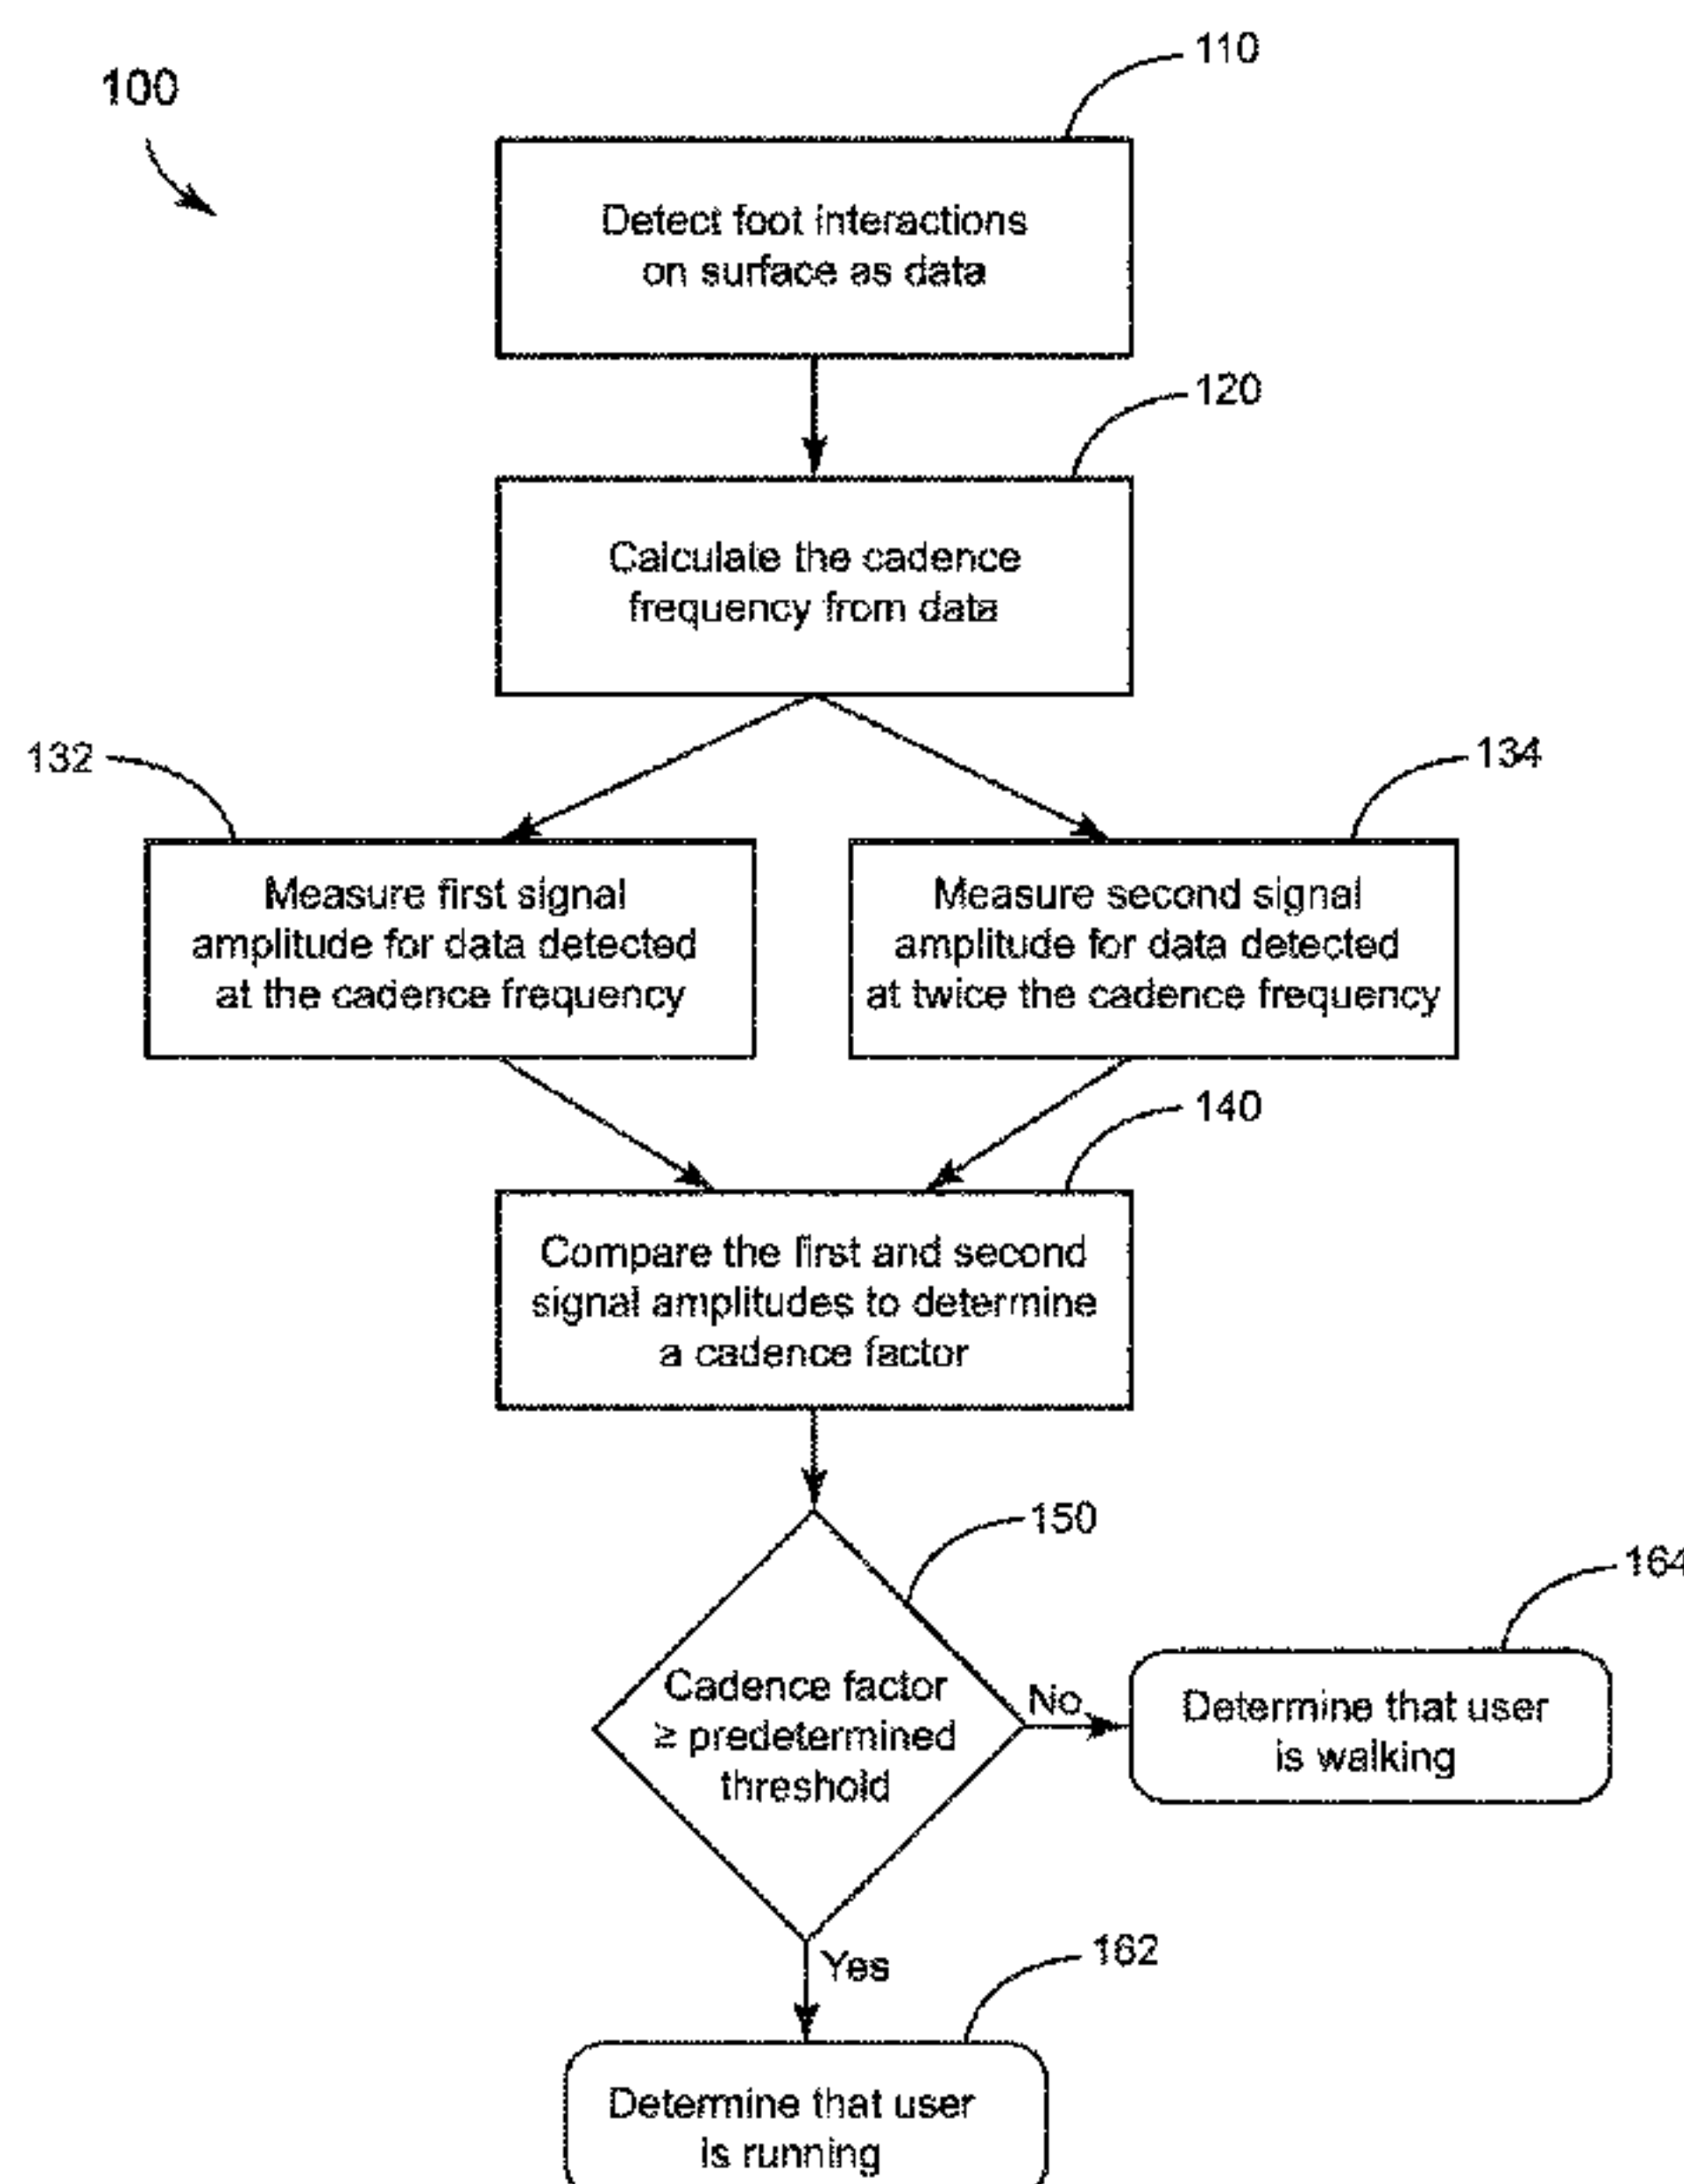 100
110
Detect foot interactions
on surface as data
120
Calculate the cadence
frequency from data
132
134
Measure first signal
amplitude for data detected
at the cadence frequency
Measure second signal
amplitude for data detected
at twice the cadence frequency
140
Compare the first and second
signal amplitudes to determine
a cadence factor
150
164
Cadence factor
≥ predetermined
threshold
No
Determine that user
is walking
Yes
162
Determine that user
is running